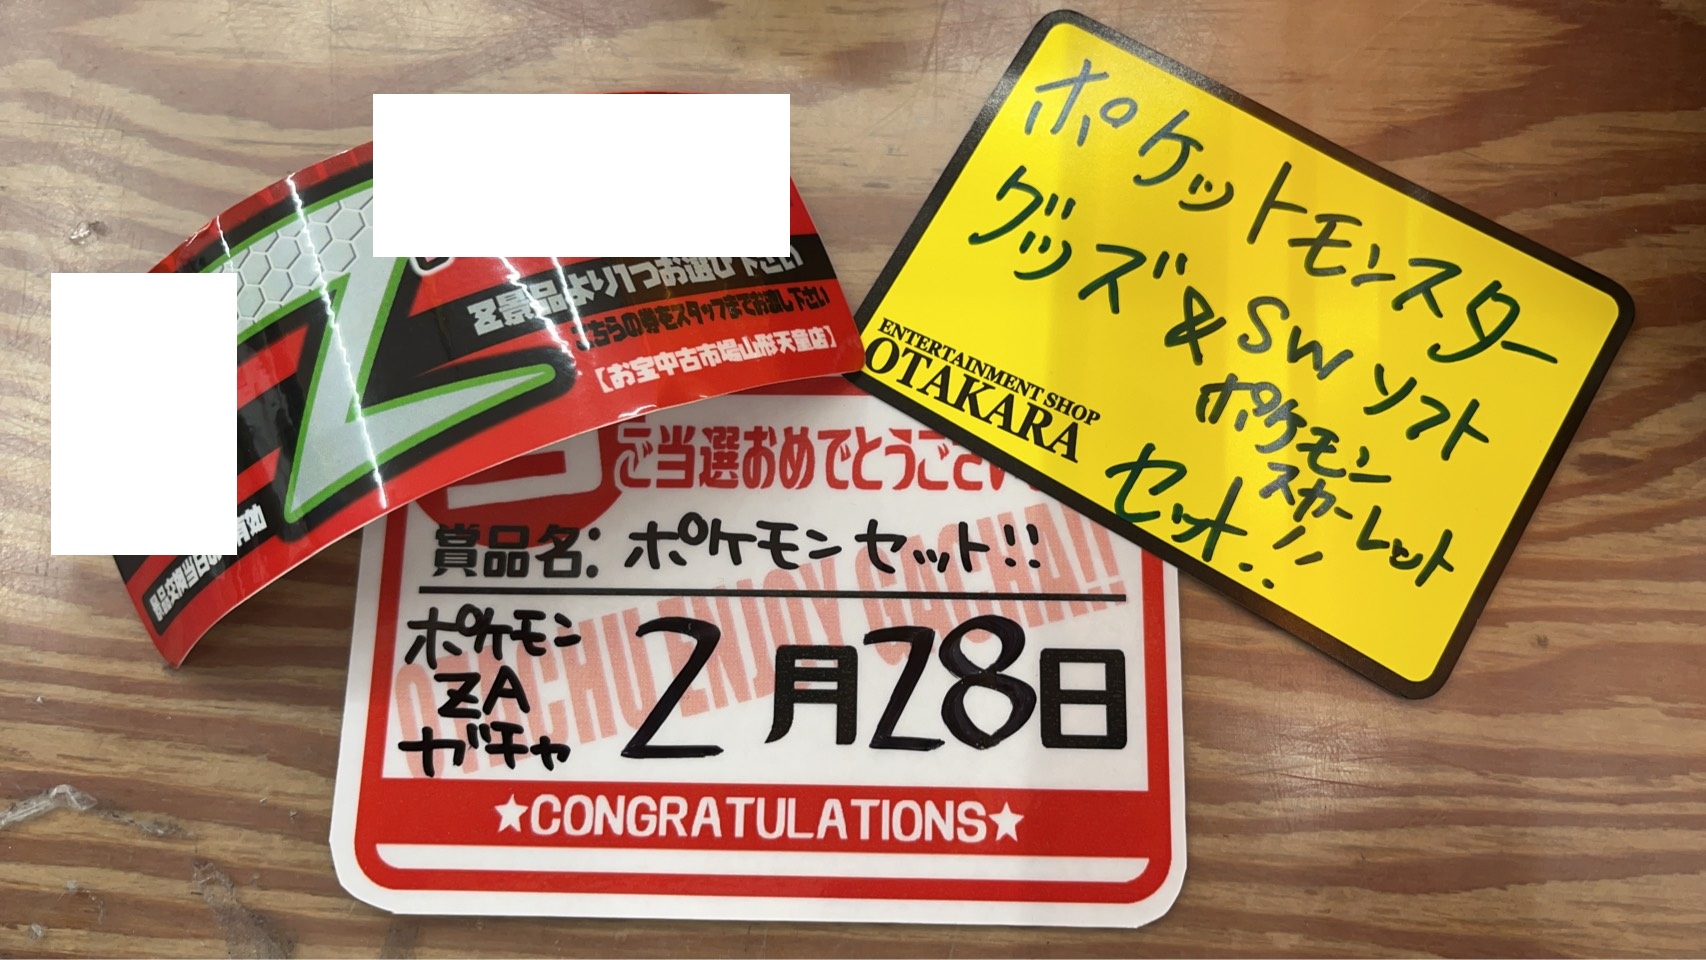 Z
各景品より1つお選び下さい
こちらの券をスタッフまでお渡し下さい
【お宝中古市場山形天童店】
有効
ポケットモンスター
グッズ&SWソフト
ポケモン
スカーレット
セット!!
ENTERTAINMENT SHOP
OTAKARA
ご当選おめでとうござい
賞品名:ポケモンセット!!
ENJOY GACHA!!
ポケモン
ZA
ガチャ
2月28日
★CONGRATULATIONS★